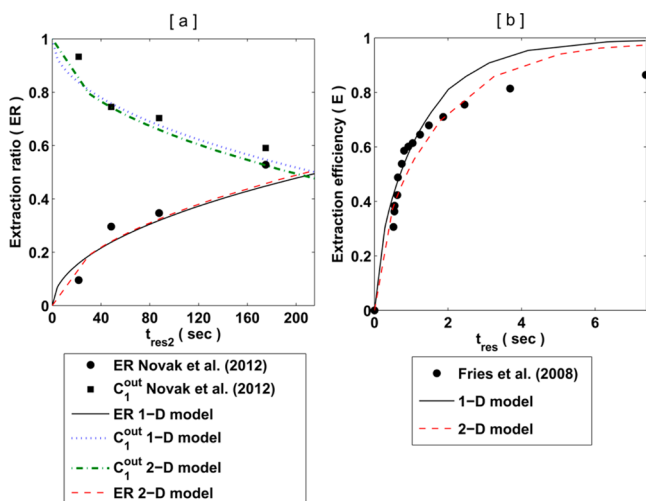 [ a ]
Extraction ratio ( ER )
1
0.8
0.6
0.4
0.2
0
0 40 80 120 160 200
t_res2 ( sec )
ER Novak et al. (2012)
C_1^out Novak et al. (2012)
ER 1−D model
C_1^out 1−D model
C_1^out 2−D model
ER 2−D model
[ b ]
Extraction efficiency ( E )
1
0.8
0.6
0.4
0.2
0
0 2 4 6
t_res ( sec )
Fries et al. (2008)
1−D model
2−D model